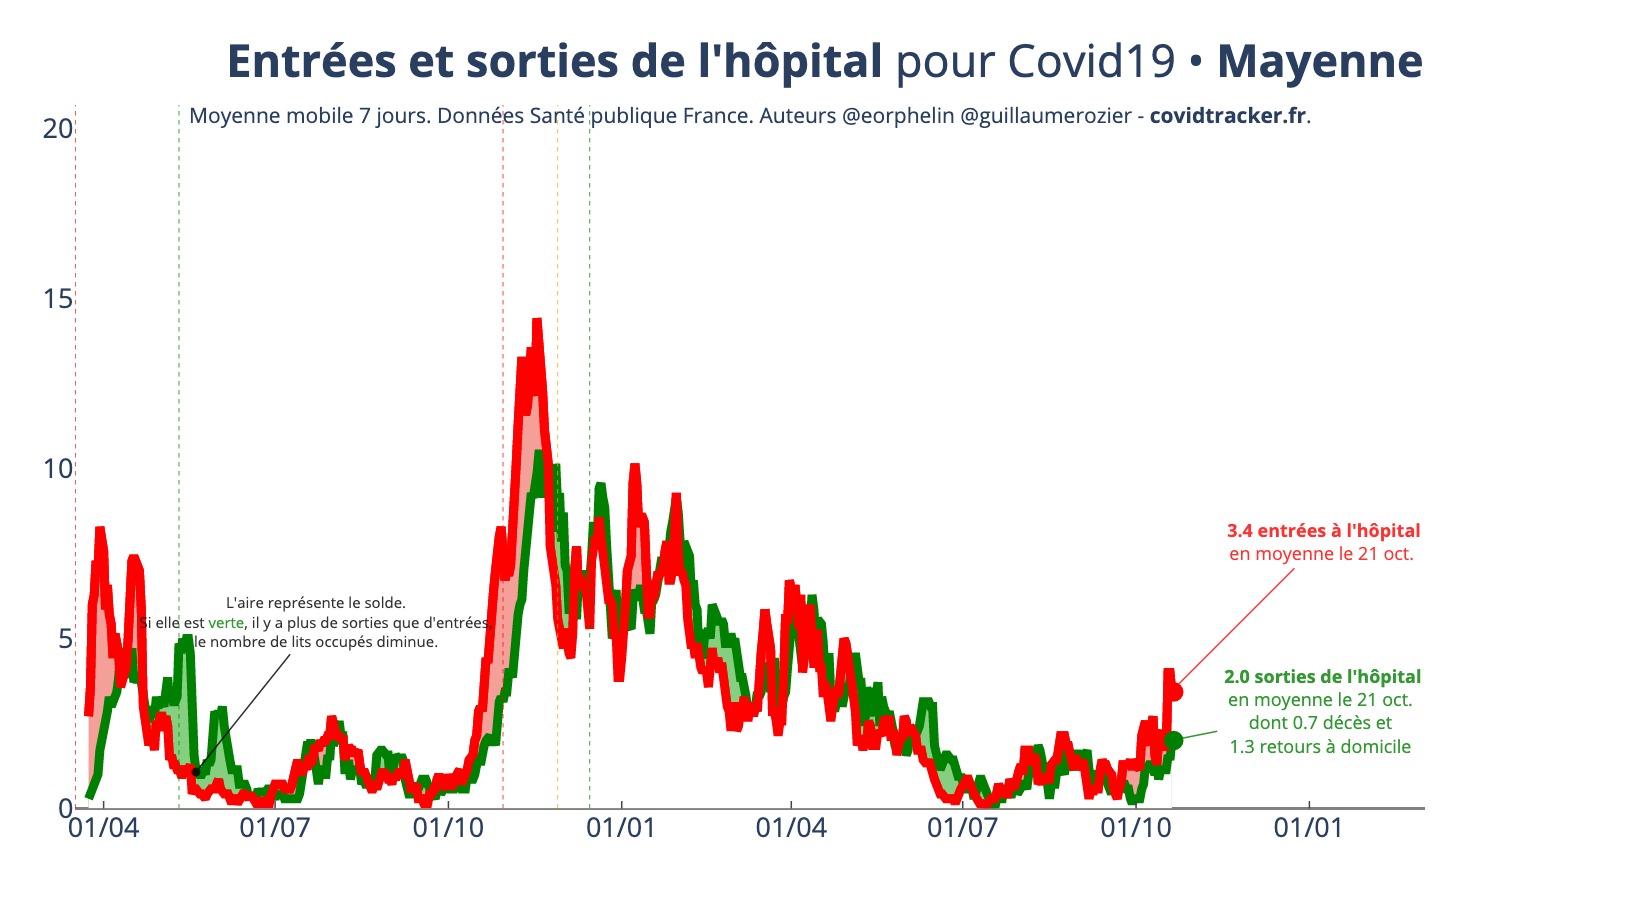 Entrées et sorties de l'hôpital pour Covid19 • Mayenne
Moyenne mobile 7 jours. Données Santé publique France. Auteurs @eorphelin @guillaumerozier - covidtracker.fr.
20
15
10
5
0
3.4 entrées à l'hôpital
en moyenne le 21 oct.
L'aire représente le solde.
Si elle est verte, il y a plus de sorties que d'entrées,
le nombre de lits occupés diminue.
2.0 sorties de l'hôpital
en moyenne le 21 oct.
dont 0.7 décès et
1.3 retours à domicile
01/04 01/07 01/10 01/01 01/04 01/07 01/10 01/01